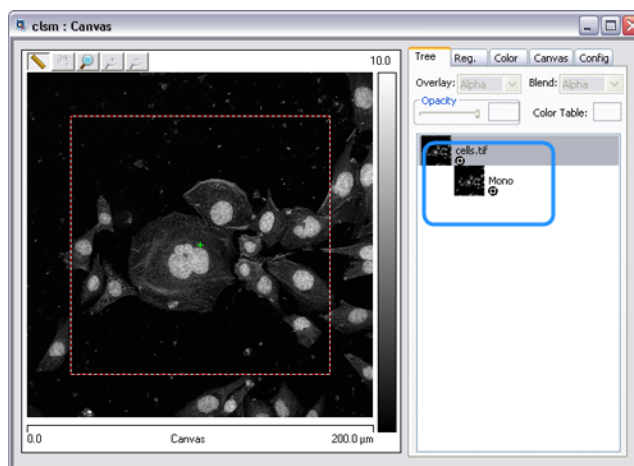 clsm : Canvas
10.0
Tree Reg. Color Canvas Config
Overlay: Alpha Blend: Alpha
Opacity
Color Table:
cells.tif
Mono
0.0 Canvas 200.0 µm